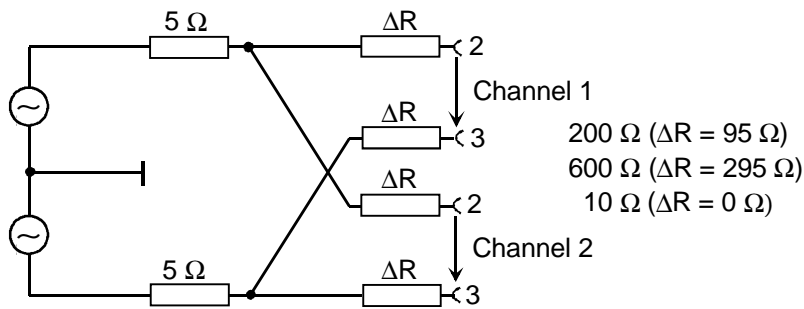 5 Ω
ΔR
2
Channel 1
ΔR
3
200 Ω (ΔR = 95 Ω)
600 Ω (ΔR = 295 Ω)
10 Ω (ΔR = 0 Ω)
ΔR
2
Channel 2
5 Ω
ΔR
3